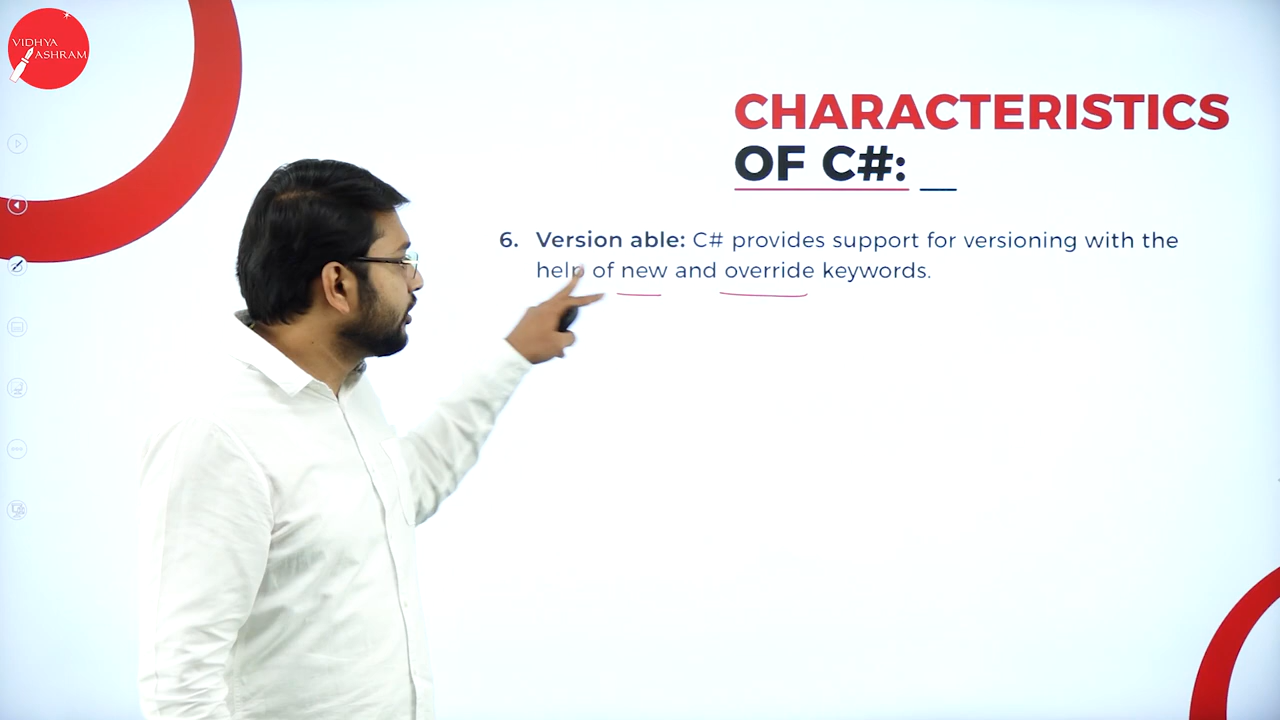 VIDHYA
ASHRAM
CHARACTERISTICS
OF C#:
6. Version able: C# provides support for versioning with the
help of new and override keywords.